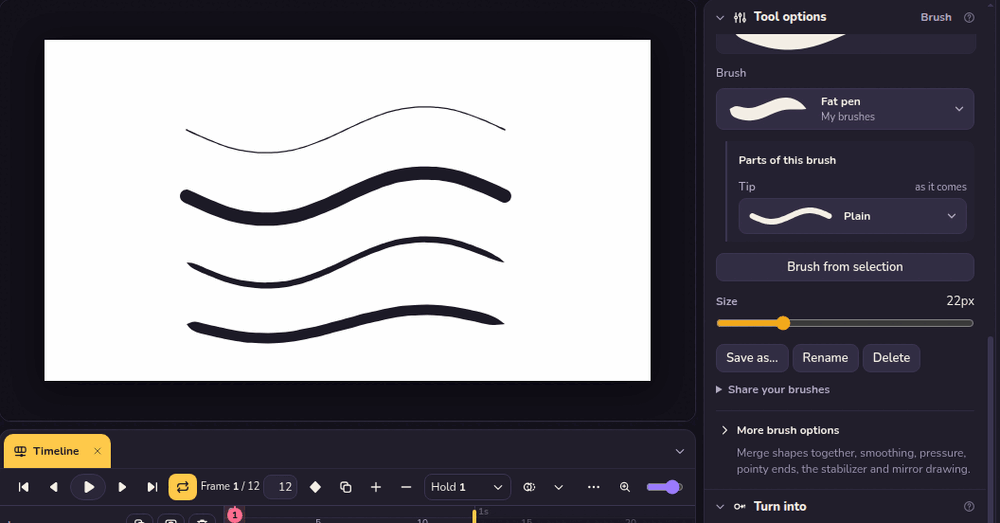 Tool options
Brush
Brush
Fat pen
My brushes
Parts of this brush
Tip
as it comes
Plain
Brush from selection
Size
22px
Save as...
Rename
Delete
Share your brushes
More brush options
Merge shapes together, smoothing, pressure,
pointy ends, the stabilizer and mirror drawing.
Turn into
Timeline
Frame 1 / 12
12
Hold 1
1
5
10
1s
15
20